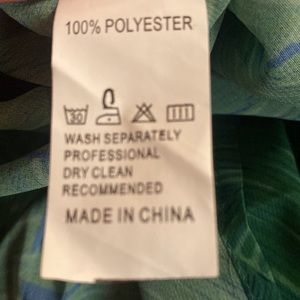 100% POLYESTER
30
WASH SEPARATELY
PROFESSIONAL
DRY CLEAN
RECOMMENDED
MADE IN CHINA